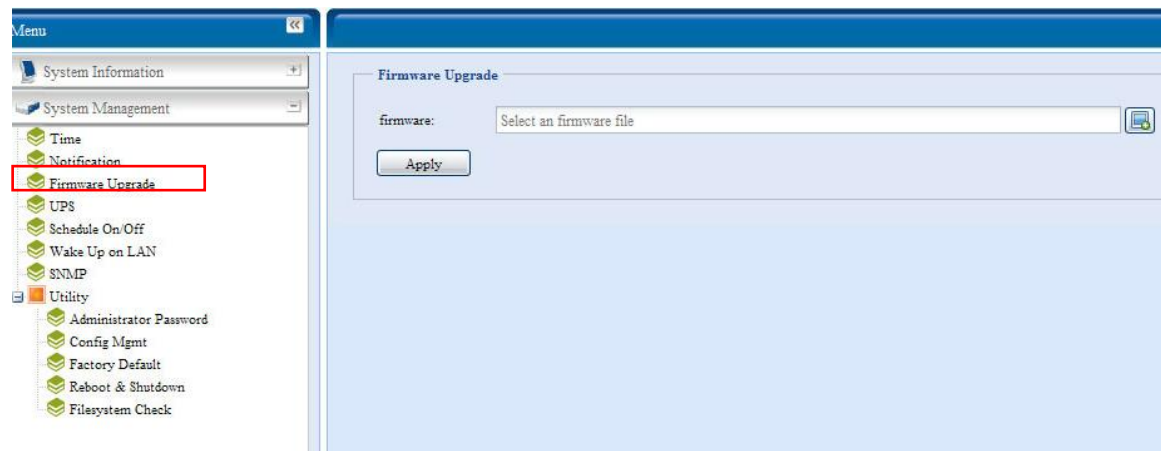 Menu
System Information
System Management
Time
Notification
Firmware Upgrade
UPS
Schedule On/Off
Wake Up on LAN
SNMP
Utility
Administrator Password
Config Mgmt
Factory Default
Reboot & Shutdown
Filesystem Check
Firmware Upgrade
firmware: Select an firmware file
Apply